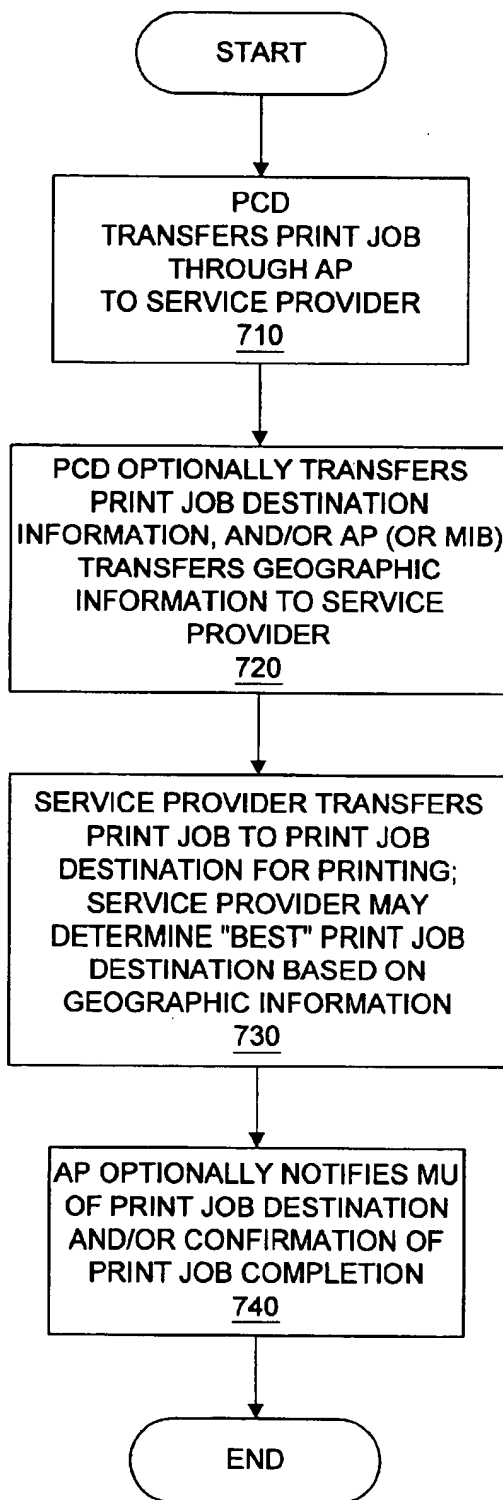 START
PCD
TRANSFERS PRINT JOB
THROUGH AP
TO SERVICE PROVIDER
710
PCD OPTIONALLY TRANSFERS
PRINT JOB DESTINATION
INFORMATION, AND/OR AP (OR MIB)
TRANSFERS GEOGRAPHIC
INFORMATION TO SERVICE
PROVIDER
720
SERVICE PROVIDER TRANSFERS
PRINT JOB TO PRINT JOB
DESTINATION FOR PRINTING;
SERVICE PROVIDER MAY
DETERMINE "BEST" PRINT JOB
DESTINATION BASED ON
GEOGRAPHIC INFORMATION
730
AP OPTIONALLY NOTIFIES MU
OF PRINT JOB DESTINATION
AND/OR CONFIRMATION OF
PRINT JOB COMPLETION
740
END